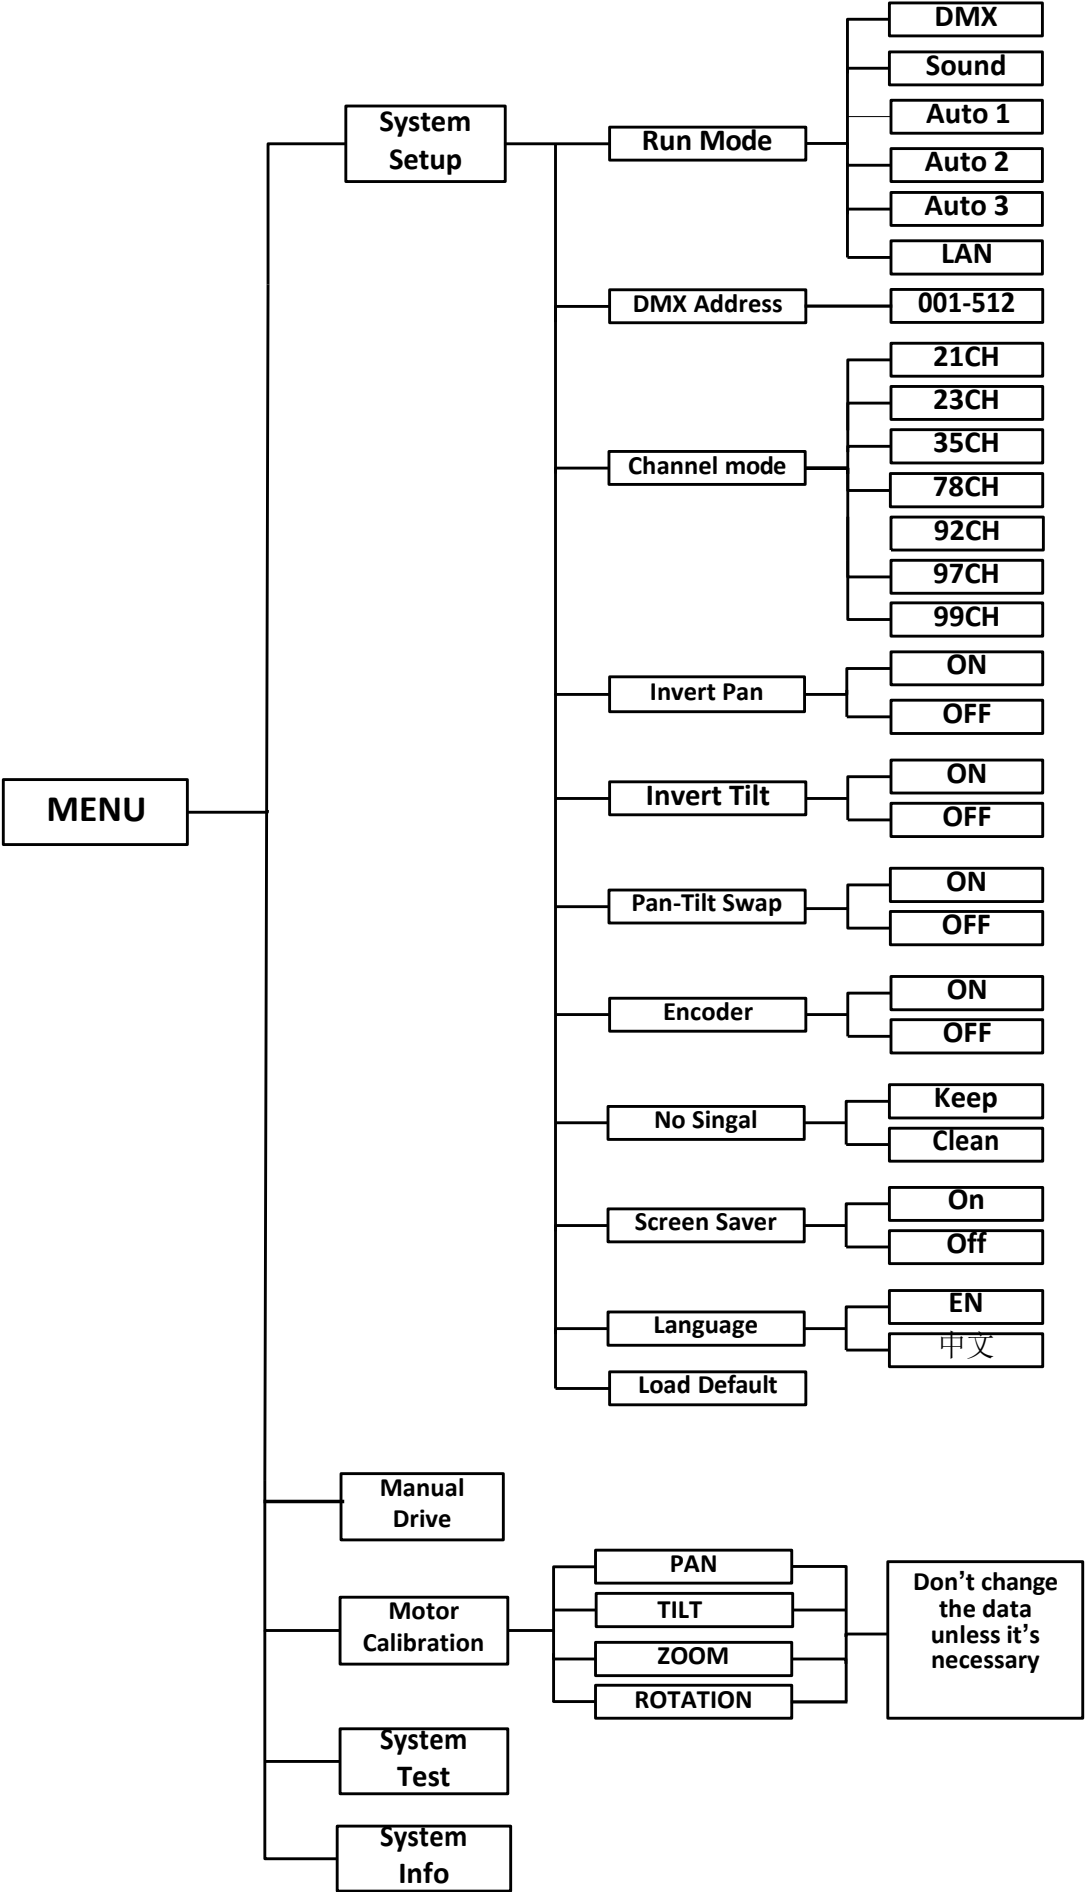 MENU
System
Setup
Run Mode
DMX
Sound
Auto 1
Auto 2
Auto 3
LAN
DMX Address
001-512
Channel mode
21CH
23CH
35CH
78CH
92CH
97CH
99CH
Invert Pan
ON
OFF
Invert Tilt
ON
OFF
Pan-Tilt Swap
ON
OFF
Encoder
ON
OFF
No Singal
Keep
Clean
Screen Saver
On
Off
Language
EN
中文
Load Default
Manual
Drive
Motor
Calibration
PAN
TILT
ZOOM
ROTATION
Don’t change
the data
unless it’s
necessary
System
Test
System
Info